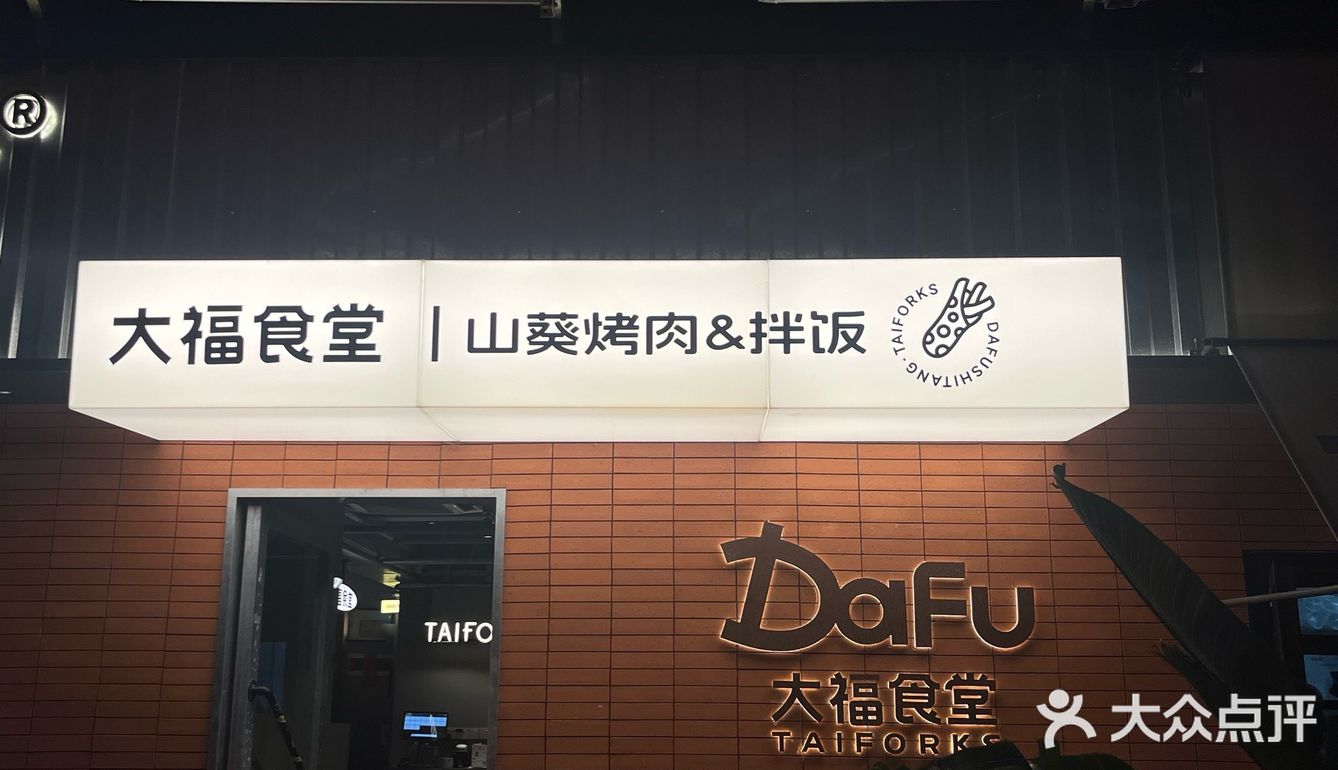 ®
大福食堂 | 山葵烤肉&拌饭
TAIFORKS · DAFUSHITANG
TAIFO
DaFu
大福食堂
TAIFORKS
大众点评